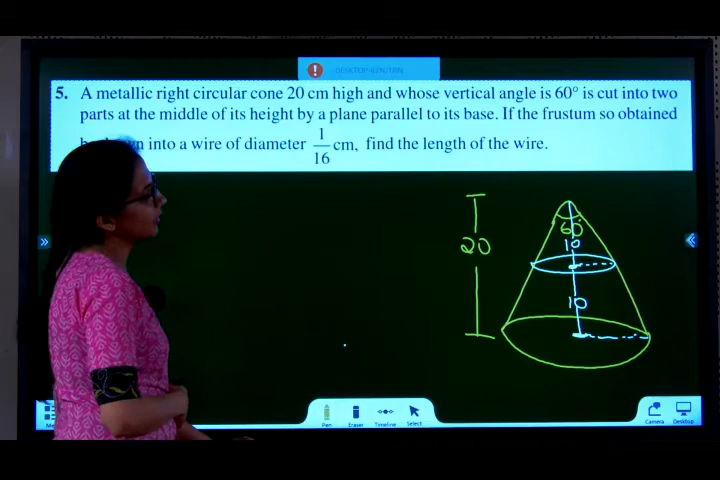 5. A metallic right circular cone 20 cm high and whose vertical angle is 60° is cut into two
parts at the middle of its height by a plane parallel to its base. If the frustum so obtained
into a wire of diameter 1/16 cm, find the length of the wire.
60°
20
10
10
Pen Eraser Timeline Select
Camera Desktop